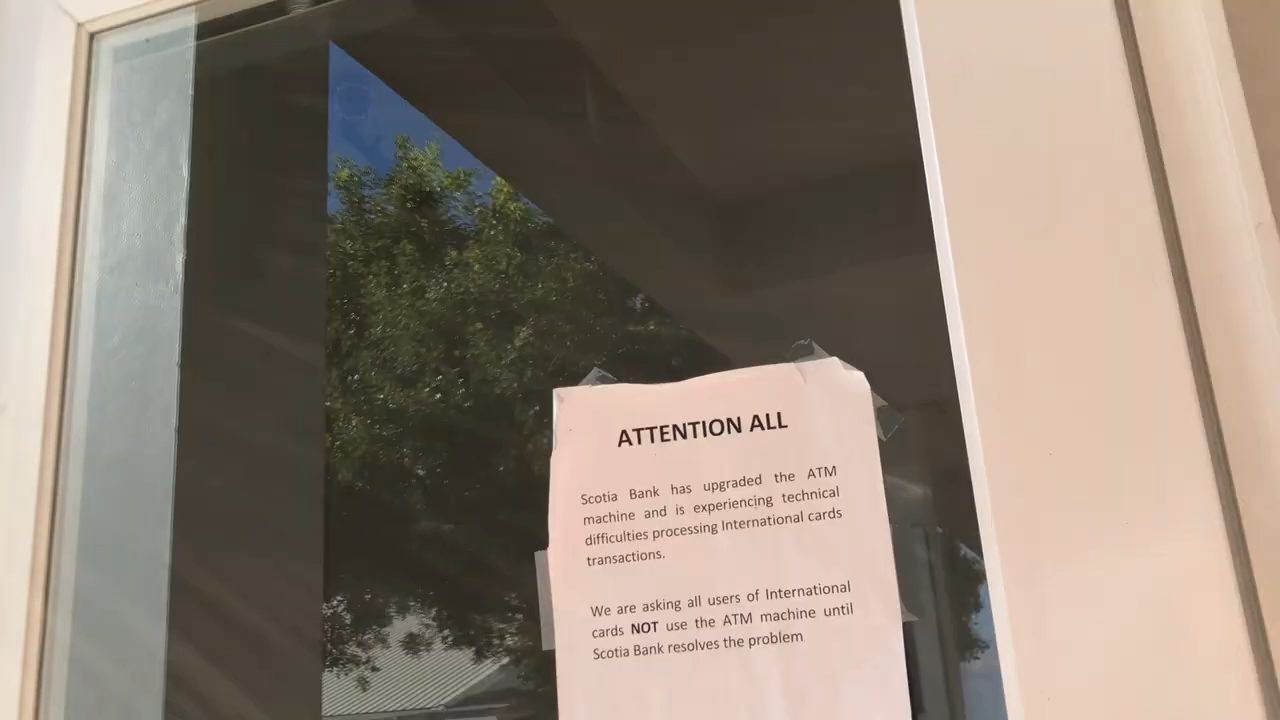 ATTENTION ALL
Scotia Bank has upgraded the ATM
machine and is experiencing technical
difficulties processing International cards
transactions.
We are asking all users of International
cards NOT use the ATM machine until
Scotia Bank resolves the problem